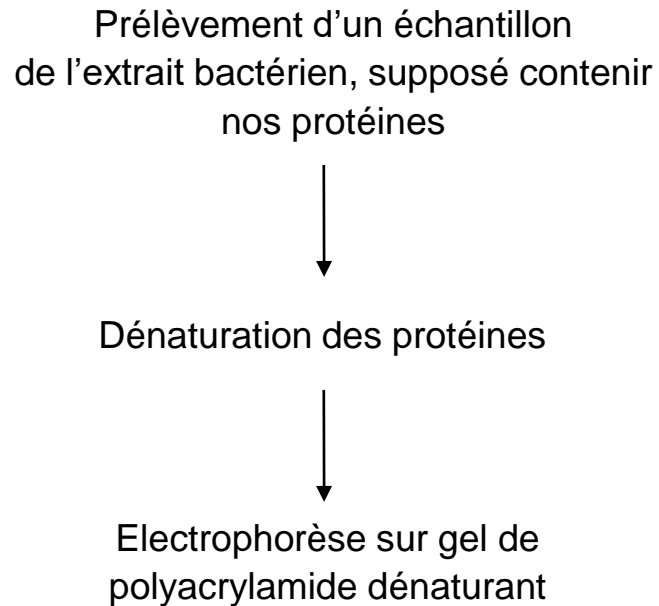 Prélèvement d’un échantillon
de l’extrait bactérien, supposé contenir
nos protéines
Dénaturation des protéines
Electrophorèse sur gel de
polyacrylamide dénaturant